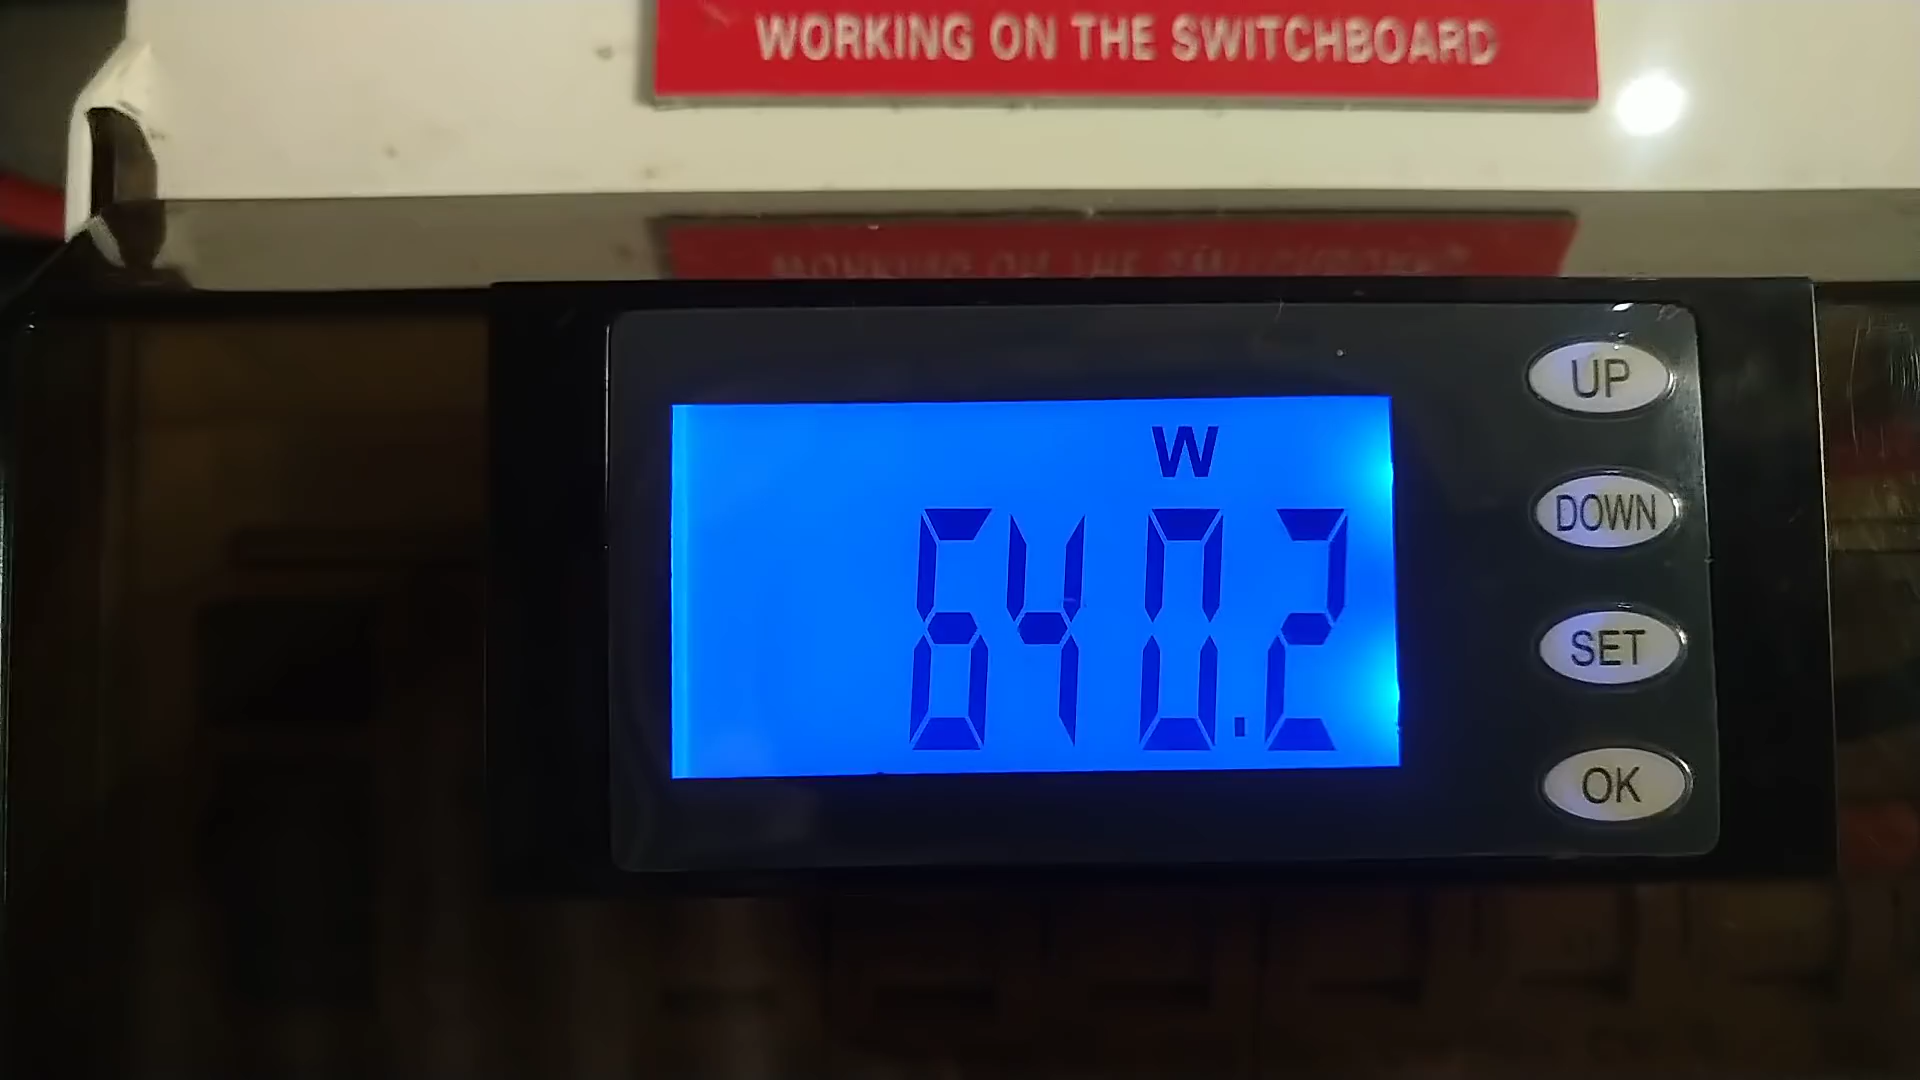 WORKING ON THE SWITCHBOARD
W
640.2
UP
DOWN
SET
OK